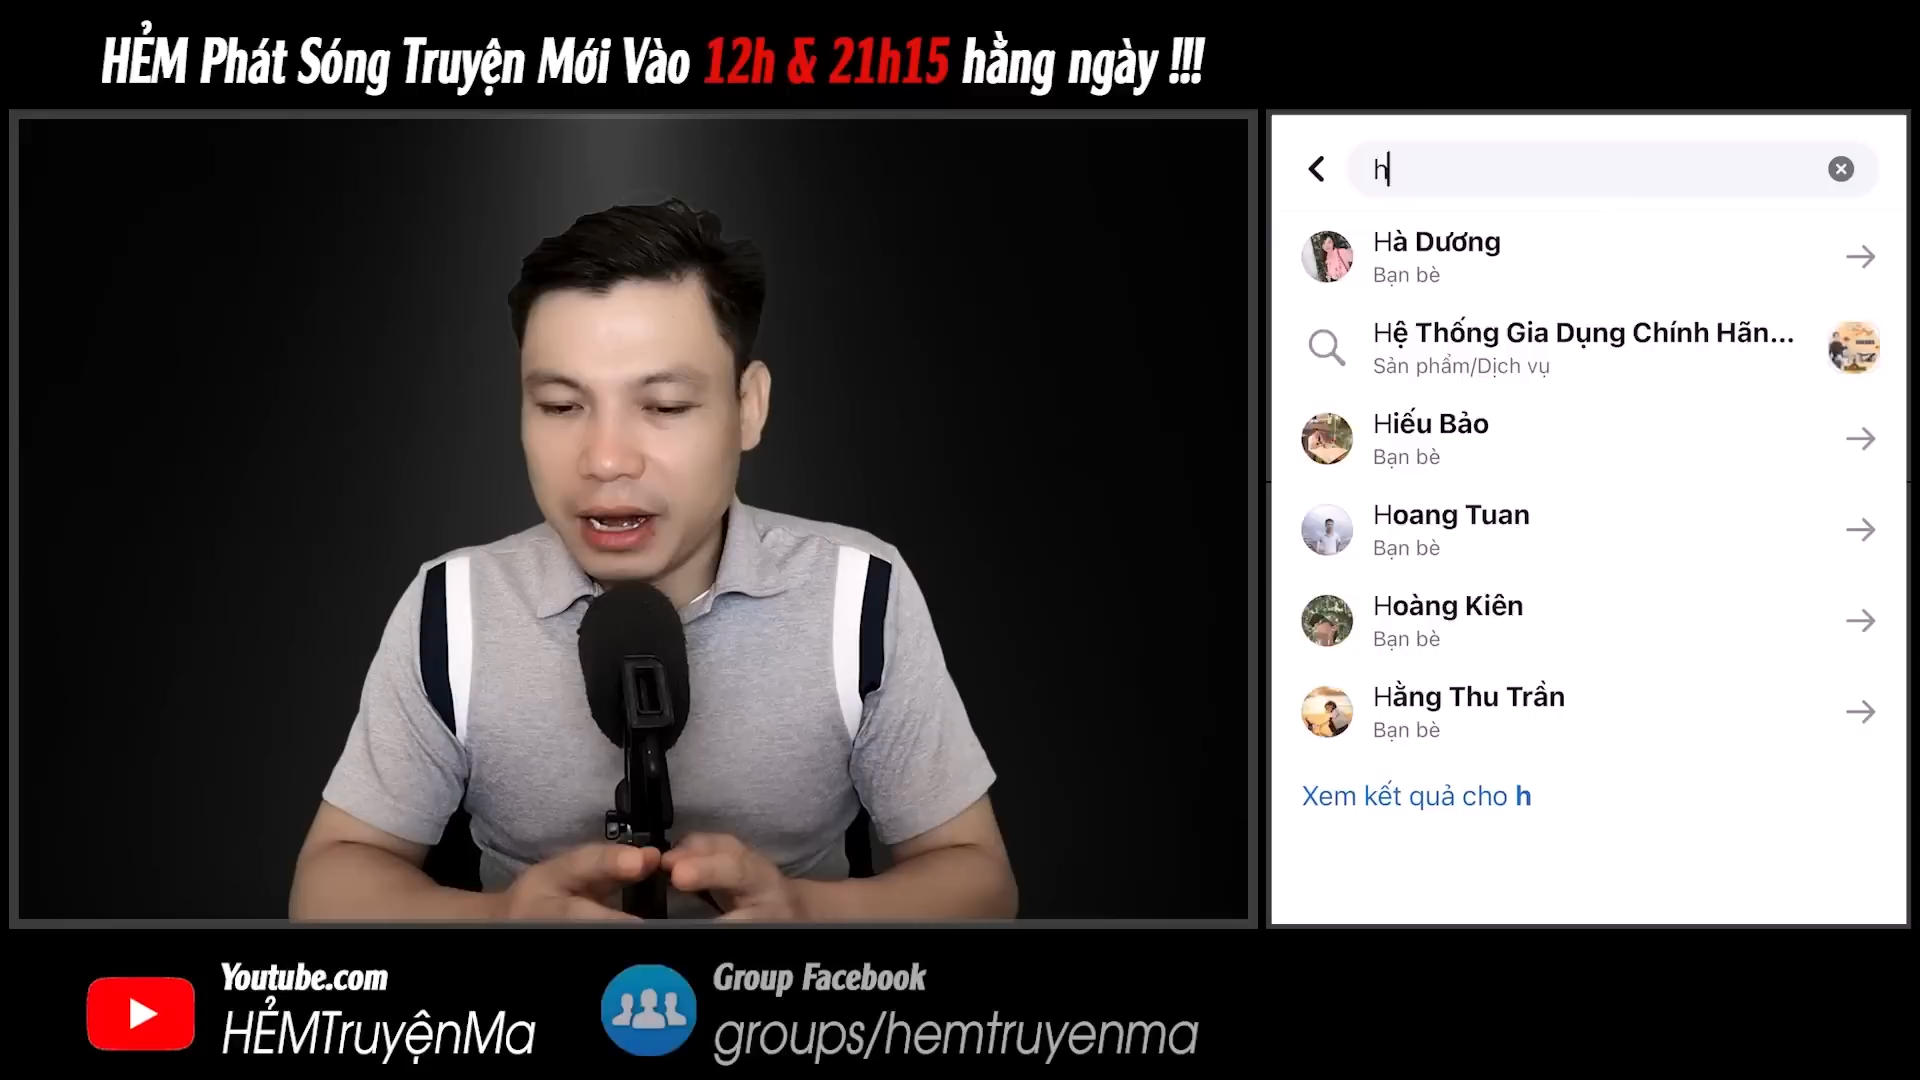 HẺM Phát Sóng Truyện Mới Vào 12h & 21h15 hằng ngày !!!
h
Hà Dương
Bạn bè
Hệ Thống Gia Dụng Chính Hãn...
Sản phẩm/Dịch vụ
Hiếu Bảo
Bạn bè
Hoang Tuan
Bạn bè
Hoàng Kiên
Bạn bè
Hằng Thu Trần
Bạn bè
Xem kết quả cho h
Youtube.com
HẺMTruyệnMa
Group Facebook
groups/hemtruyenma